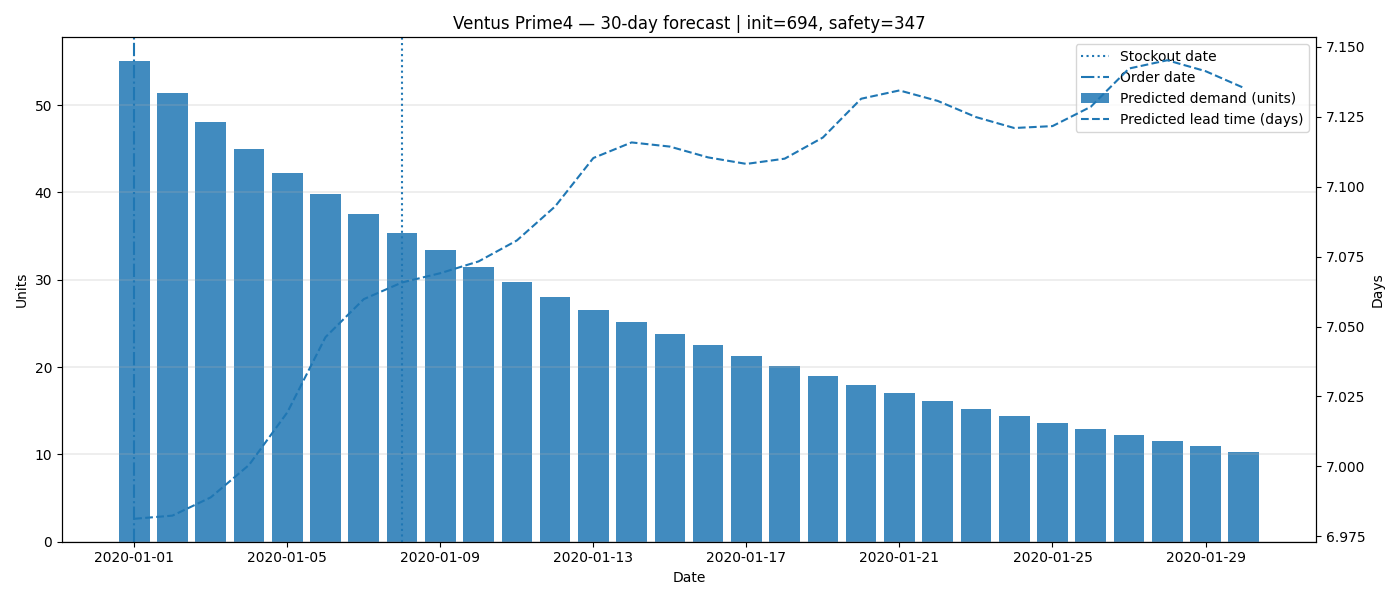 Ventus Prime4 — 30-day forecast | init=694, safety=347
Stockout date
Order date
Predicted demand (units)
Predicted lead time (days)
Units
50
40
30
20
10
0
7.150
7.125
7.100
7.075
7.050
7.025
7.000
6.975
Days
2020-01-01 2020-01-05 2020-01-09 2020-01-13 2020-01-17 2020-01-21 2020-01-25 2020-01-29
Date